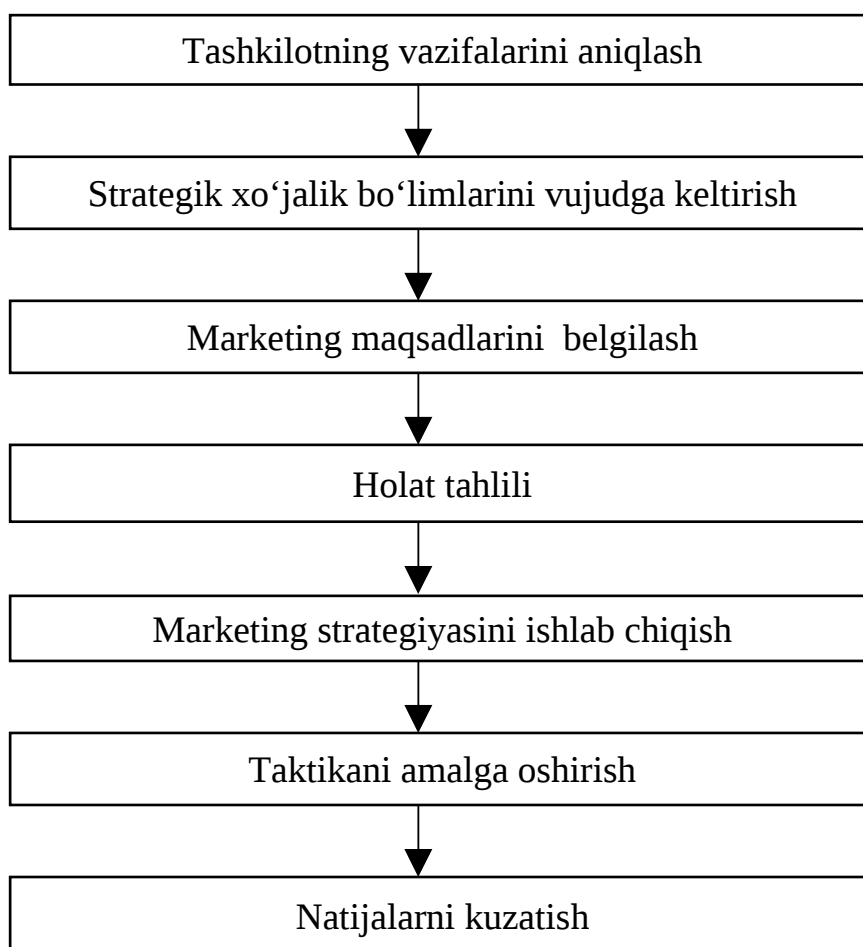 Tashkilotning vazifalarini aniqlash
Strategik xo‘jalik bo‘limlarini vujudga keltirish
Marketing maqsadlarini  belgilash
Holat tahlili
Marketing strategiyasini ishlab chiqish
Taktikani amalga oshirish
Natijalarni kuzatish